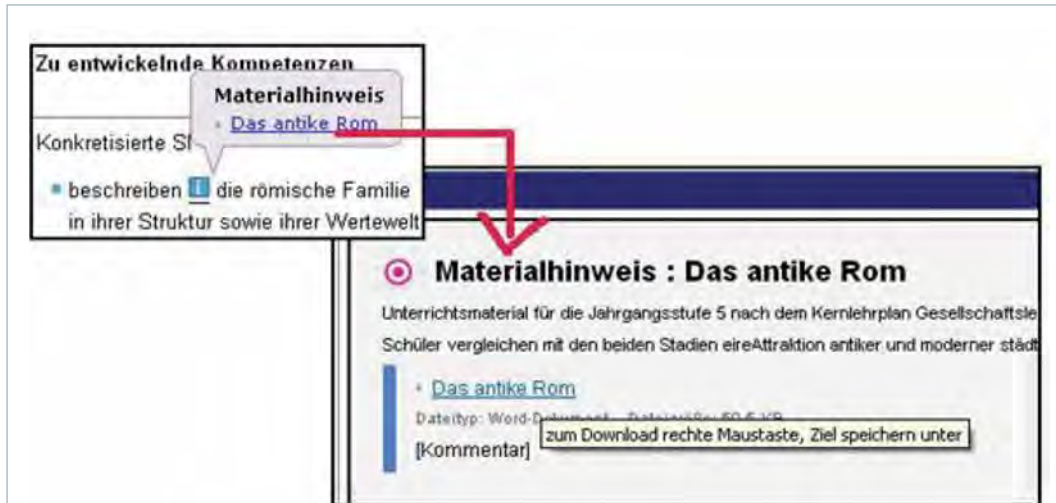 Zu entwickelnde Kompetenzen
Materialhinweis
Das antike Rom
Konkretisierte
beschreiben i die römische Familie
in ihrer Struktur sowie ihrer Wertewelt
Materialhinweis : Das antike Rom
Unterrichtsmaterial für die Jahrgangsstufe 5 nach dem Kernlehrplan Gesellschaftsle
Schüler vergleichen mit den beiden Stadien eireAttraktion antiker und moderner städt
Das antike Rom
Dateityp: Word-Dokument
zum Download rechte Maustaste, Ziel speichern unter
[Kommentar]